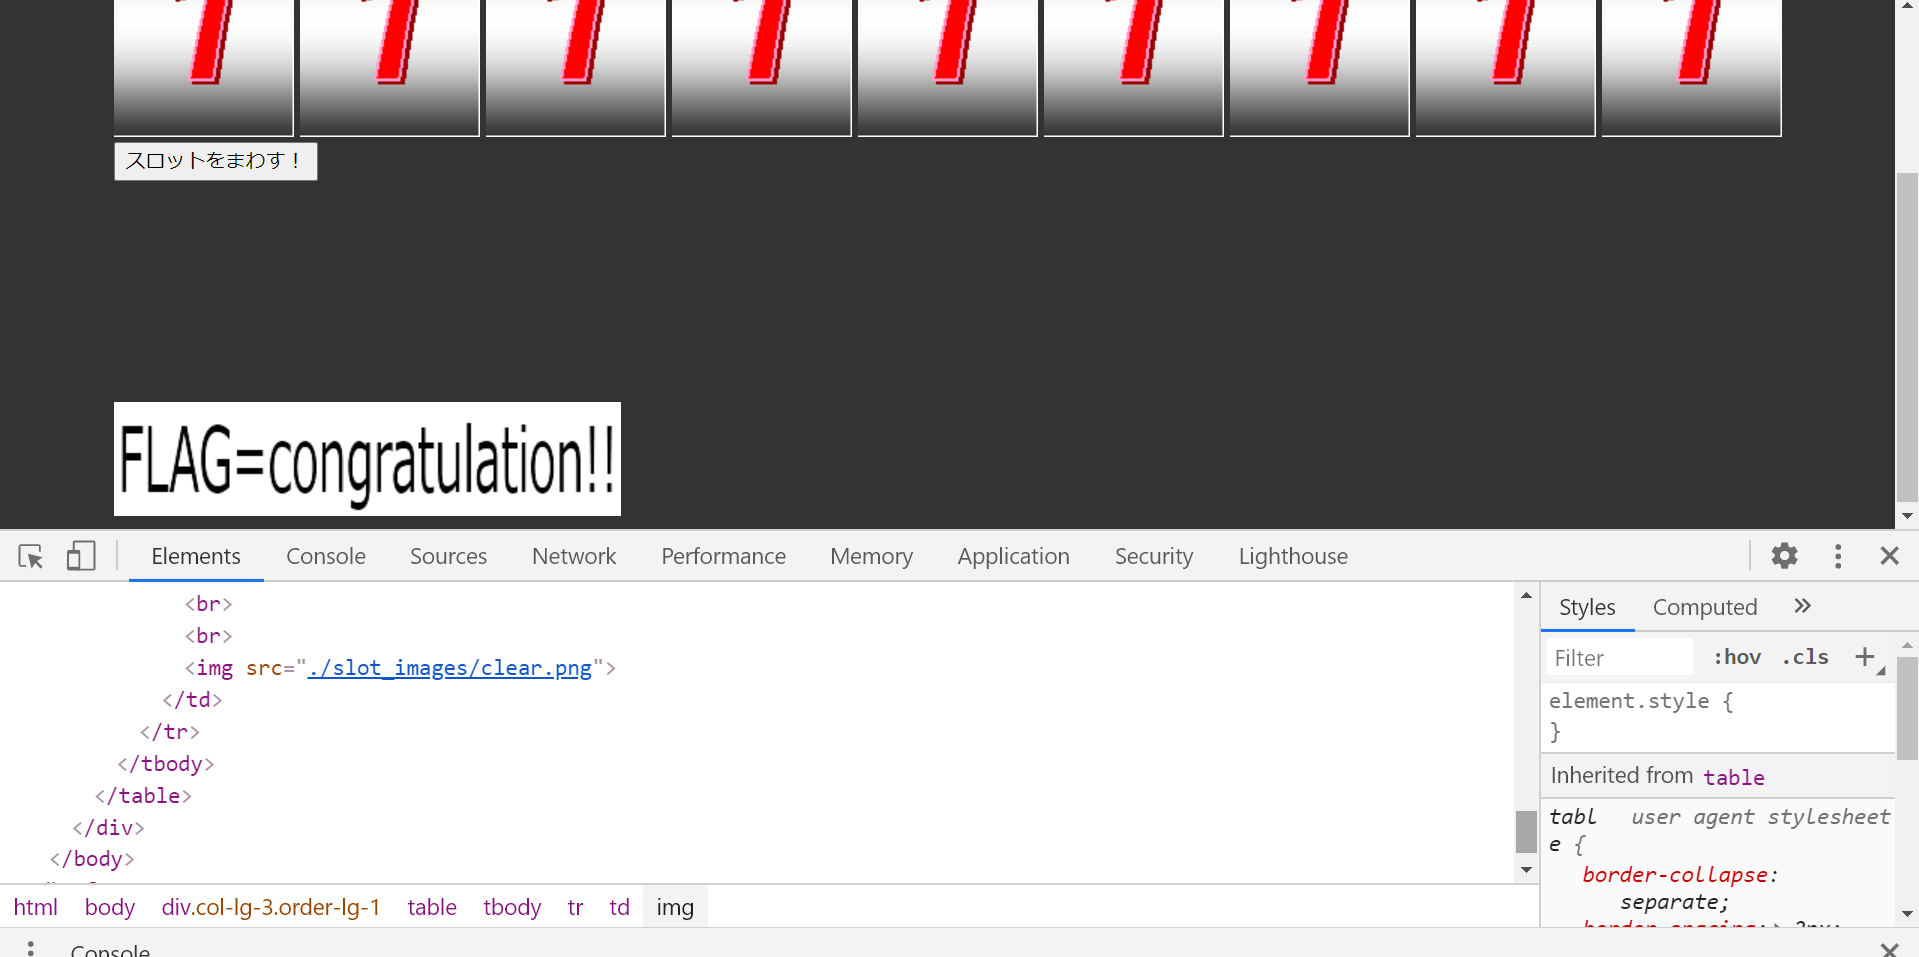 スロットをまわす！
FLAG=congratulation!!
Elements Console Sources Network Performance Memory Application Security Lighthouse
<br>
<br>
<img src="./slot_images/clear.png">
</td>
</tr>
</tbody>
</table>
</div>
</body>
html body div.col-lg-3.order-lg-1 table tbody tr td img
Styles Computed »
Filter :hov .cls +
element.style {
}
Inherited from table
tabl user agent stylesheet
e {
border-collapse:
separate;
border-spacing: 2px;
Console